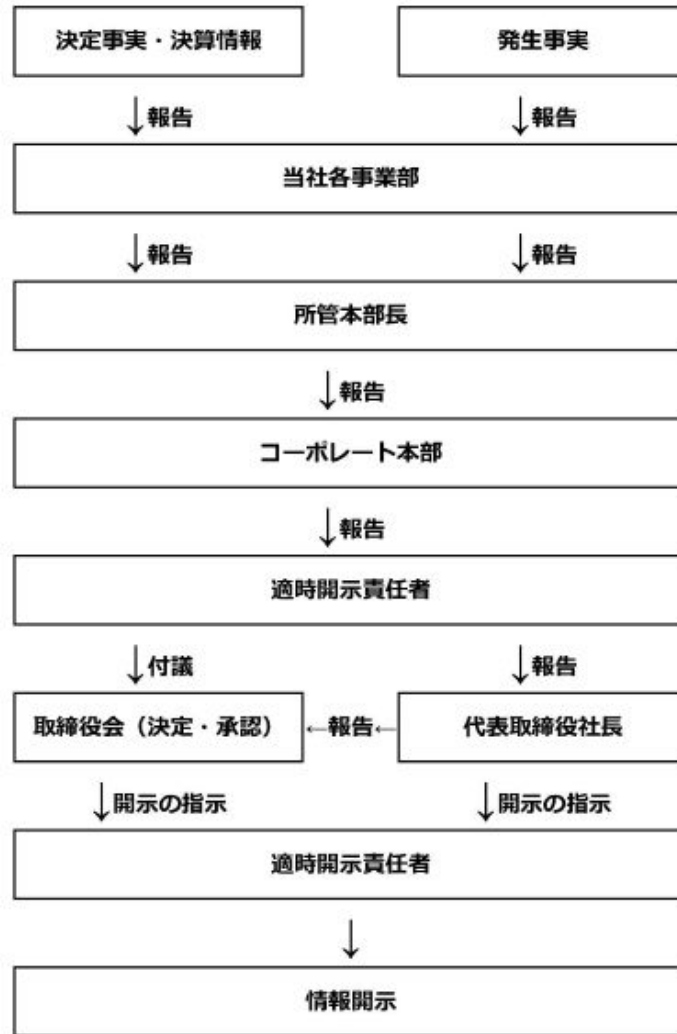 決定事実・決算情報
発生事実
↓報告
↓報告
当社各事業部
↓報告
↓報告
所管本部長
↓報告
コーポレート本部
↓報告
適時開示責任者
↓付議
↓報告
取締役会（決定・承認）
←報告←
代表取締役社長
↓開示の指示
↓開示の指示
適時開示責任者
↓
情報開示